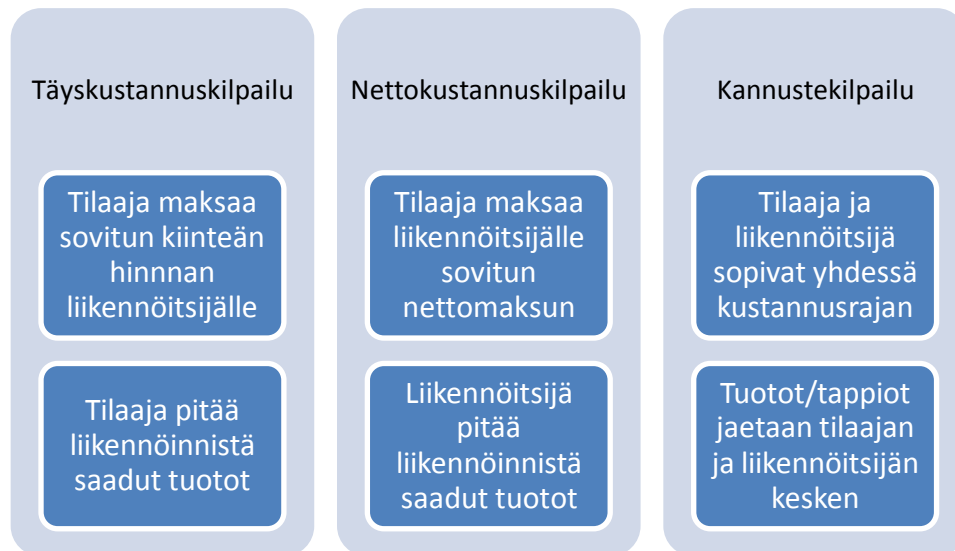 Täyskustannuskilpailu
Tilaaja maksaa
sovitun kiinteän
hinnnan
liikennöitsijälle
Tilaaja pitää
liikennöinnistä
saadut tuotot
Nettokustannuskilpailu
Tilaaja maksaa
liikennöitsijälle
sovitun
nettomaksun
Liikennöitsijä
pitää
liikennöinnistä
saadut tuotot
Kannustekilpailu
Tilaaja ja
liikennöitsijä
sopivat yhdessä
kustannusrajan
Tuotot/tappiot
jaetaan tilaajan
ja liikennöitsijän
kesken